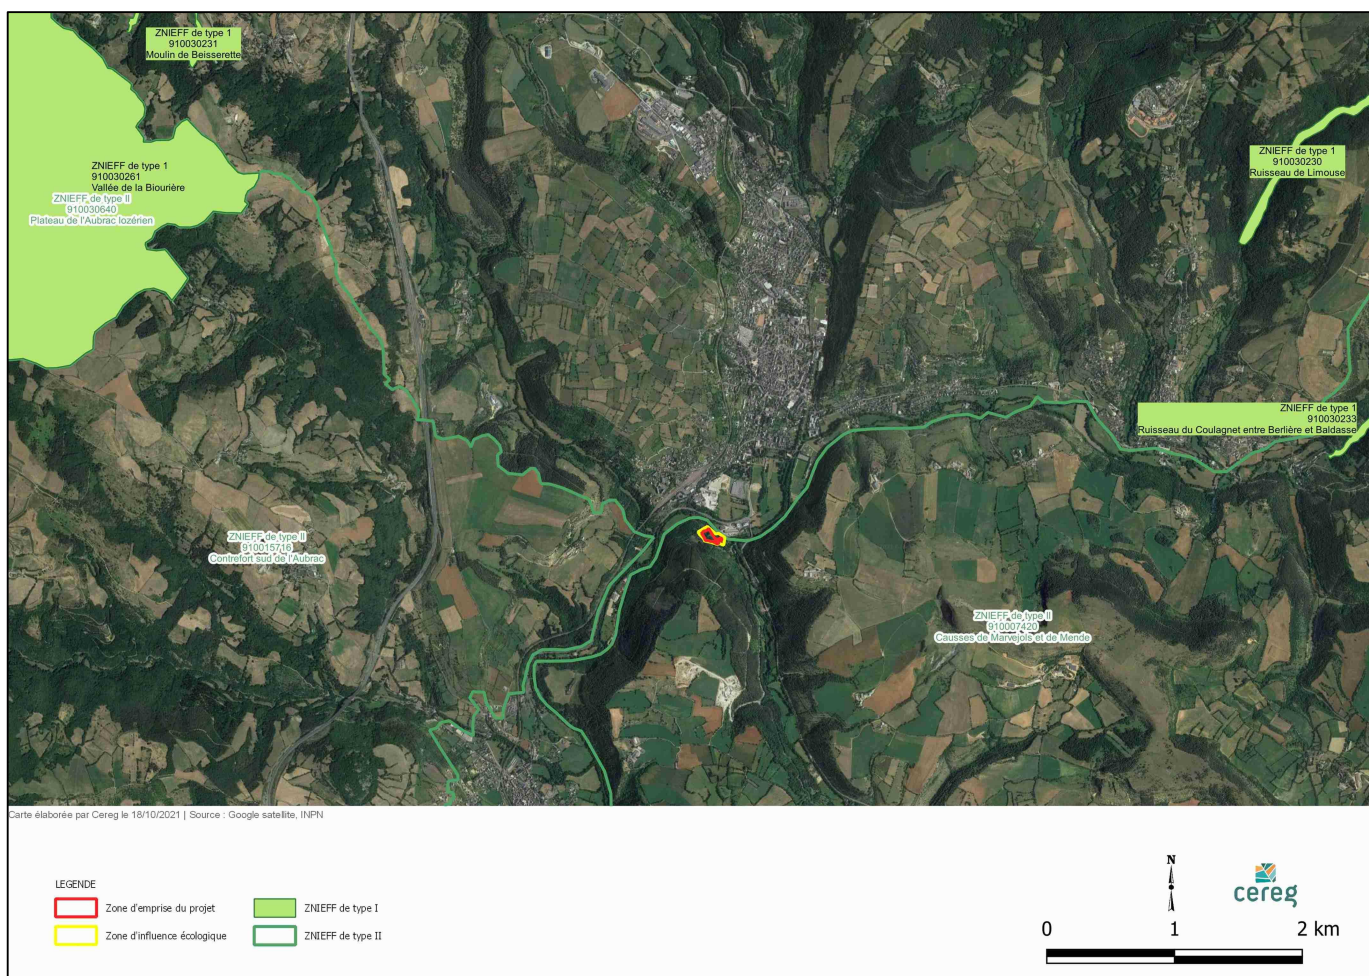 ZNIEFF de type 1
910030231
Moulin de Beisserette
ZNIEFF de type 1
910030261
Vallée de la Biourière
ZNIEFF de type II
910030640
Plateau de l'Aubrac lozérien
ZNIEFF de type 1
910030230
Ruisseau de Limouse
ZNIEFF de type 1
910030233
Ruisseau du Coulagnet entre Berlière et Baldasse
ZNIEFF de type II
910015716
Contrefort sud de l'Aubrac
ZNIEFF de type II
910007420
Causses de Marvejols et de Mende
Carte élaborée par Cereg le 18/10/2021 | Source : Google satellite, INPN
LEGENDE
Zone d'emprise du projet
ZNIEFF de type I
Zone d'influence écologique
ZNIEFF de type II
N
cereg
0 1 2 km